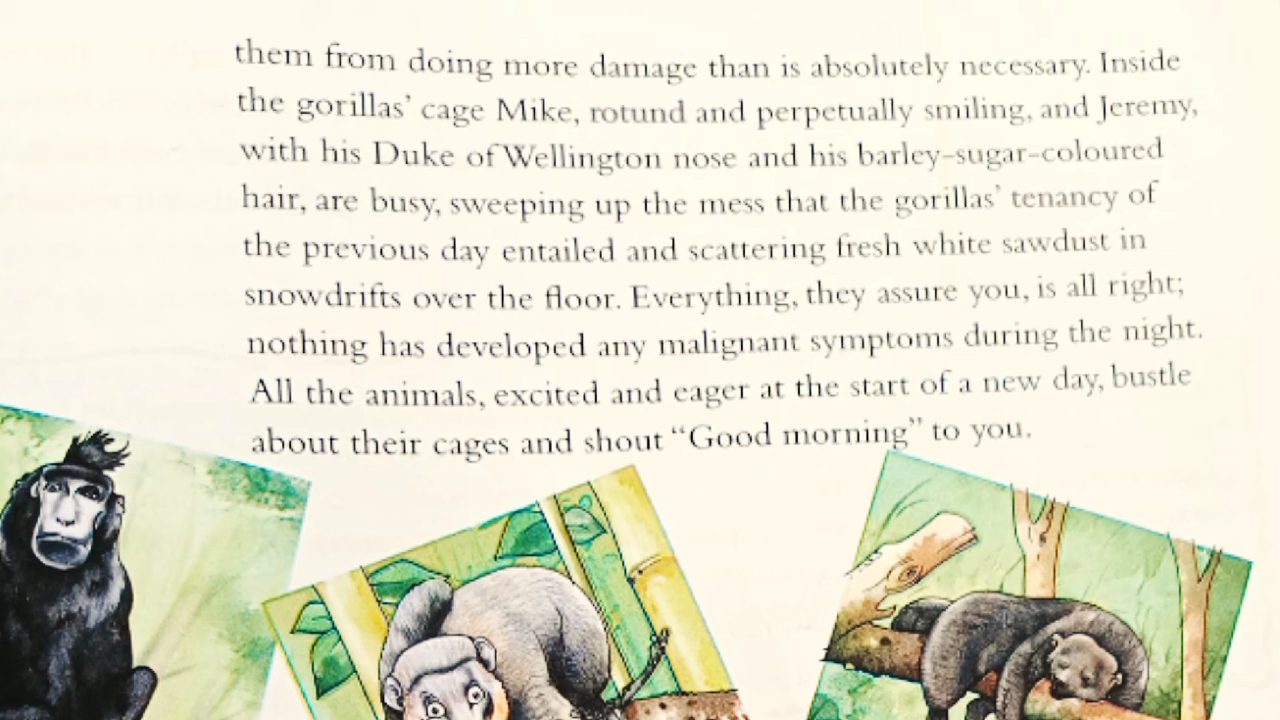 them from doing more damage than is absolutely necessary. Inside
the gorillas’ cage Mike, rotund and perpetually smiling, and Jeremy,
with his Duke of Wellington nose and his barley-sugar-coloured
hair, are busy, sweeping up the mess that the gorillas’ tenancy of
the previous day entailed and scattering fresh white sawdust in
snowdrifts over the floor. Everything, they assure you, is all right;
nothing has developed any malignant symptoms during the night.
All the animals, excited and eager at the start of a new day, bustle
about their cages and shout “Good morning” to you.